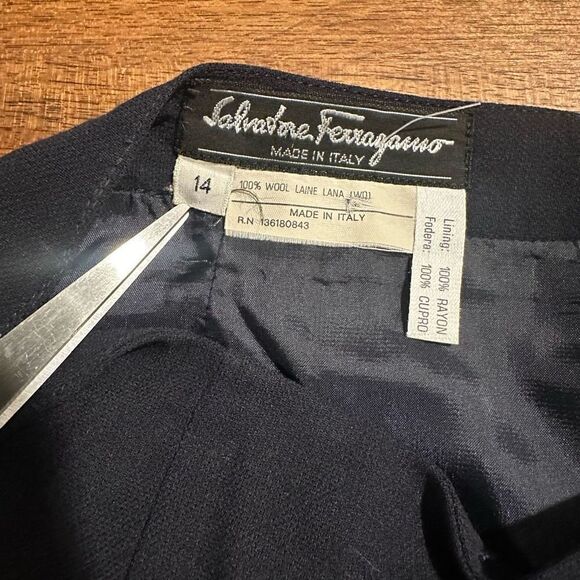 Salvatore Ferragamo
MADE IN ITALY
14
100% WOOL LAINE LANA (WO)
MADE IN ITALY
R.N 136180843
Lining: 100% RAYON
Fodera: 100% CUPRO